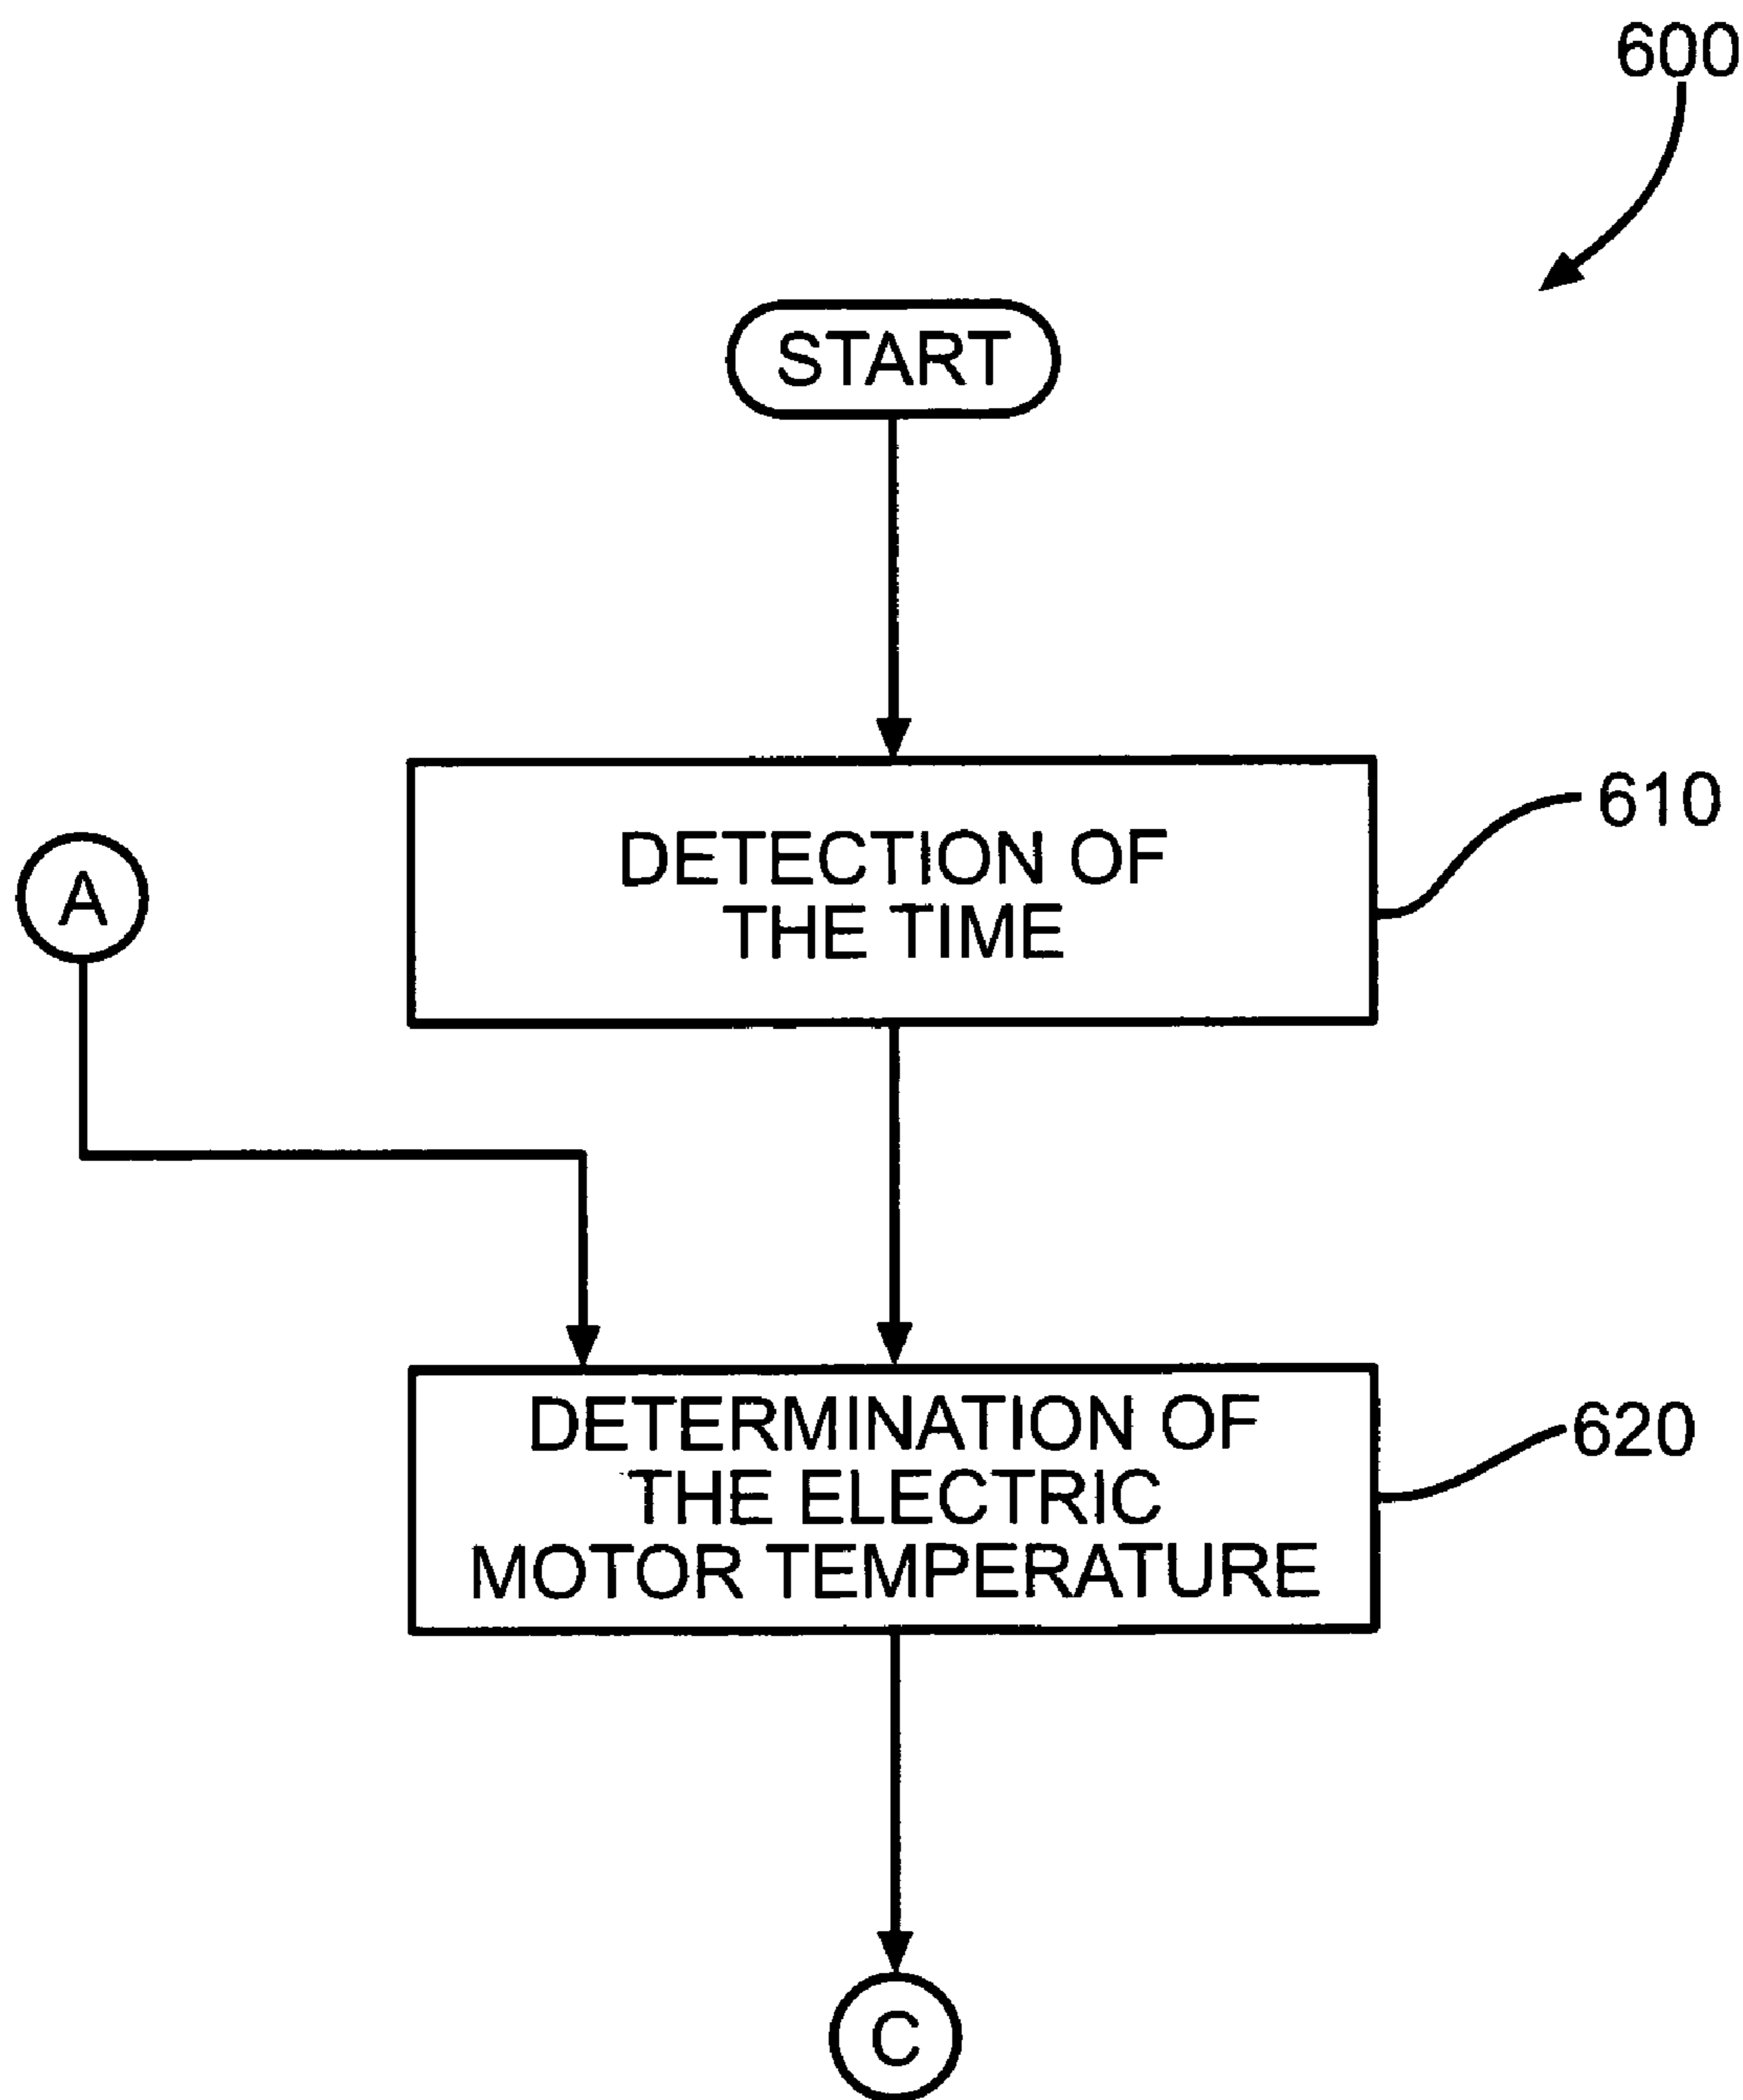 600
START
610
DETECTION OF
THE TIME
A
620
DETERMINATION OF
THE ELECTRIC
MOTOR TEMPERATURE
C